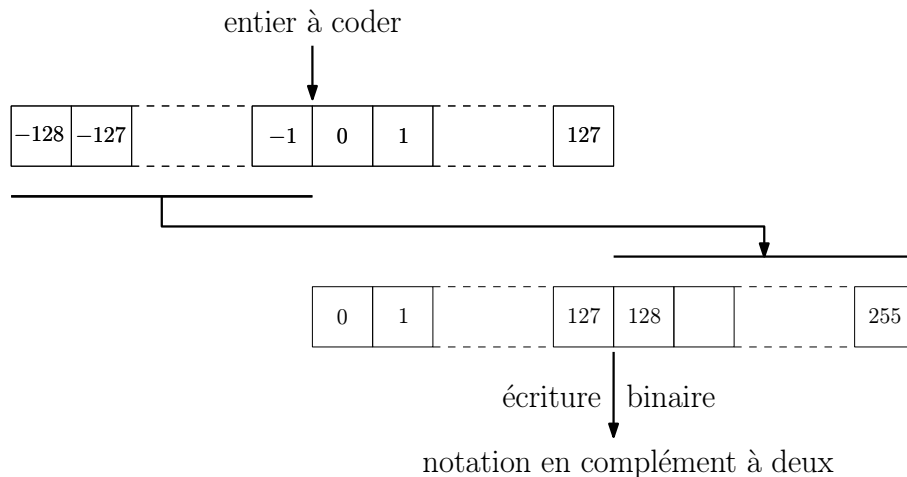 entier à coder
−128 −127 −1 0 1 127
0 1 127 128 255
écriture binaire
notation en complément à deux